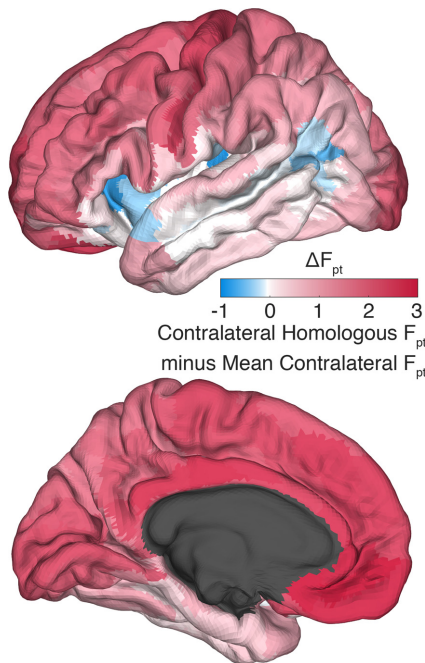 ΔFpt
-1 0 1 2 3
Contralateral Homologous Fpt
minus Mean Contralateral Fpt